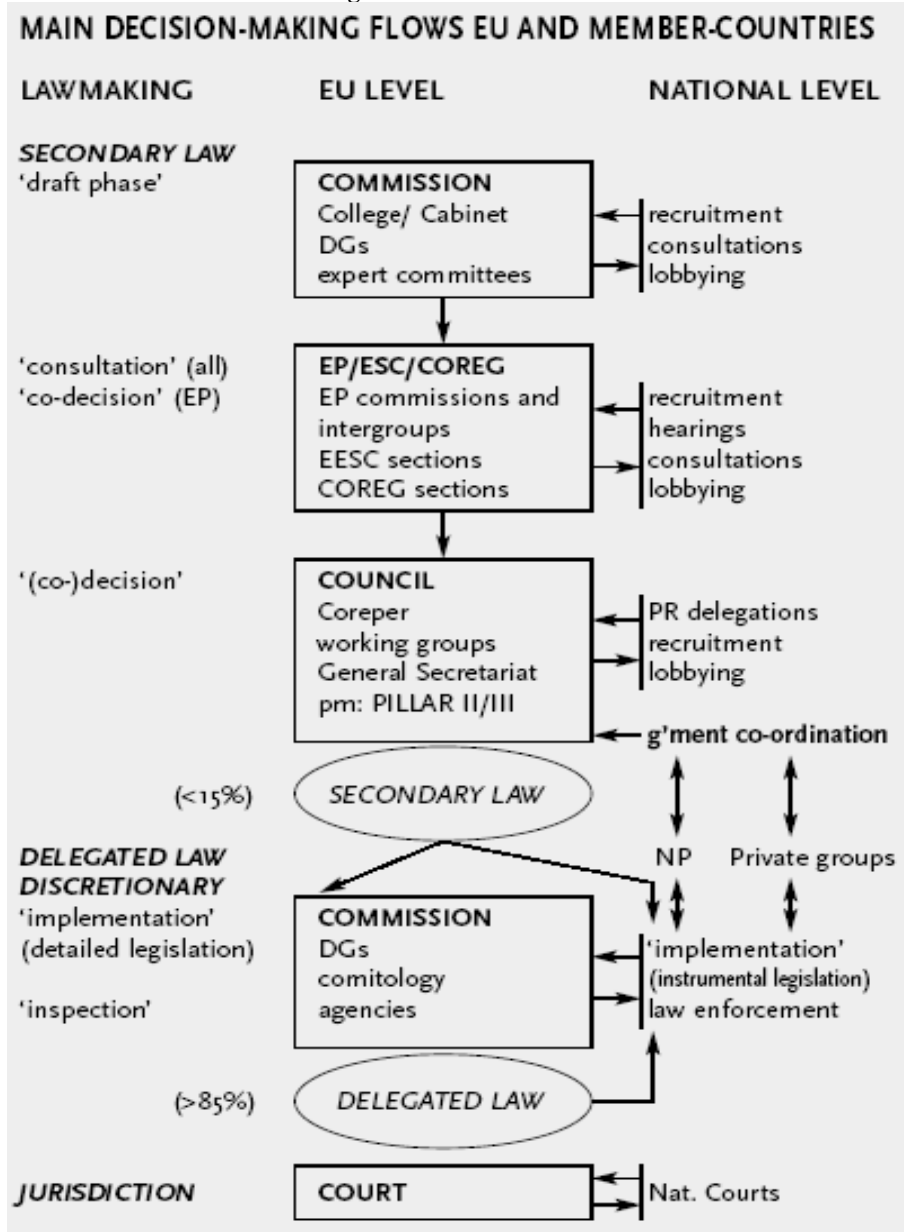 MAIN DECISION-MAKING FLOWS EU AND MEMBER-COUNTRIES
LAWMAKING EU LEVEL NATIONAL LEVEL
SECONDARY LAW
'draft phase'
COMMISSION
College/ Cabinet
DGs
expert committees
recruitment
consultations
lobbying
'consultation' (all)
'co-decision' (EP)
EP/ESC/COREG
EP commissions and
intergroups
EESC sections
COREG sections
recruitment
hearings
consultations
lobbying
'(co-)decision'
COUNCIL
Coreper
working groups
General Secretariat
pm: PILLAR II/III
PR delegations
recruitment
lobbying
g'ment co-ordination
(<15%)
SECONDARY LAW
NP Private groups
DELEGATED LAW
DISCRETIONARY
'implementation'
(detailed legislation)
'inspection'
COMMISSION
DGs
comitology
agencies
'implementation'
(instrumental legislation)
law enforcement
(>85%)
DELEGATED LAW
JURISDICTION
COURT
Nat. Courts